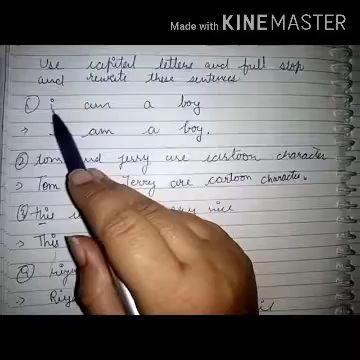 Made with KINEMASTER
Use capital letters and full stop
and rewrite these sentences
① i am a boy
→ am a boy.
② tom and jerry are cartoon character
→ Tom Jerry are cartoon character.
③ this nice
→ This
④
→